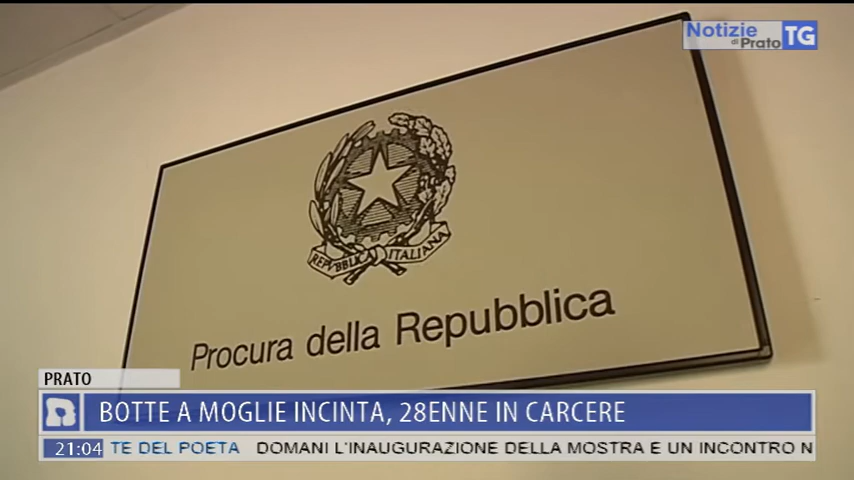 Notizie
di Prato TG
REPVBBLICA ITALIANA
Procura della Repubblica
PRATO
BOTTE A MOGLIE INCINTA, 28ENNE IN CARCERE
21:04 TE DEL POETA DOMANI L'INAUGURAZIONE DELLA MOSTRA E UN INCONTRO N